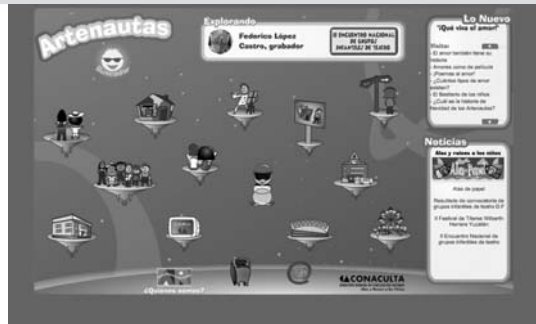 Artenautas
Explorando
Federico López
Castro, grabador
II ENCUENTRO NACIONAL
DE GRUPOS
INFANTILES DE TEATRO
Lo Nuevo
"¡Qué viva el amor!"
Visita:
- El amor también tiene su
historia
- Amores como de película
- ¡Poemas al amor!
- ¿Cuántos tipos de amor
existen?
- El Bestiario de los niños
- ¿Cuál es la historia de
Navidad de los Artenautas?
Noticias
Alas y raíces a los niños
Alas de papel
Resultado de convocatoria de
grupos infantiles de teatro D.F
II Festival de Títeres Wilberth
Herrera Yucatán
II Encuentro Nacional de
grupos infantiles de teatro
¿Quiénes somos?
@
CONACULTA